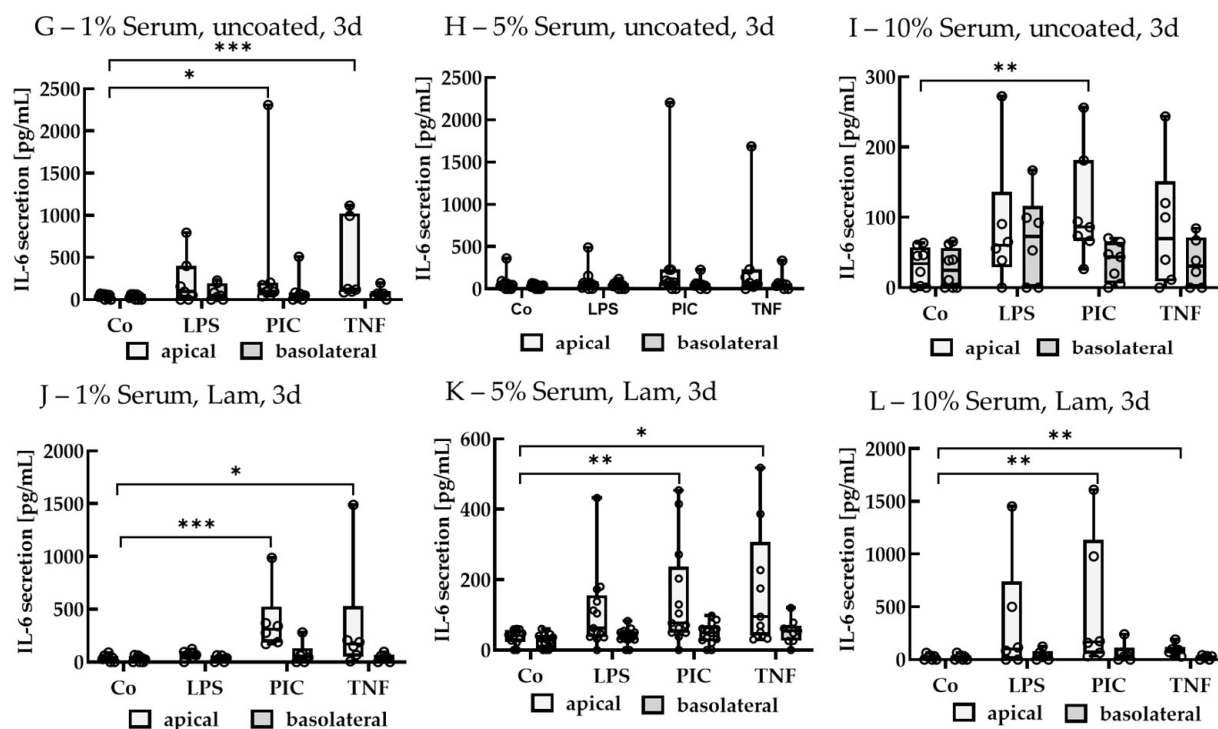 G – 1% Serum, uncoated, 3d
***
*
IL-6 secretion [pg/mL]
2500
2000
1500
1000
500
0
Co LPS PIC TNF
apical basolateral
H – 5% Serum, uncoated, 3d
IL-6 secretion [pg/mL]
2500
2000
1500
1000
500
0
Co LPS PIC TNF
apical basolateral
I – 10% Serum, uncoated, 3d
**
IL-6 secretion [pg/mL]
300
200
100
0
Co LPS PIC TNF
apical basolateral
J – 1% Serum, Lam, 3d
*
***
IL-6 secretion [pg/mL]
2000
1500
1000
500
0
Co LPS PIC TNF
apical basolateral
K – 5% Serum, Lam, 3d
*
**
IL-6 secretion [pg/mL]
600
400
200
0
Co LPS PIC TNF
apical basolateral
L – 10% Serum, Lam, 3d
**
**
IL-6 secretion [pg/mL]
2000
1500
1000
500
0
Co LPS PIC TNF
apical basolateral